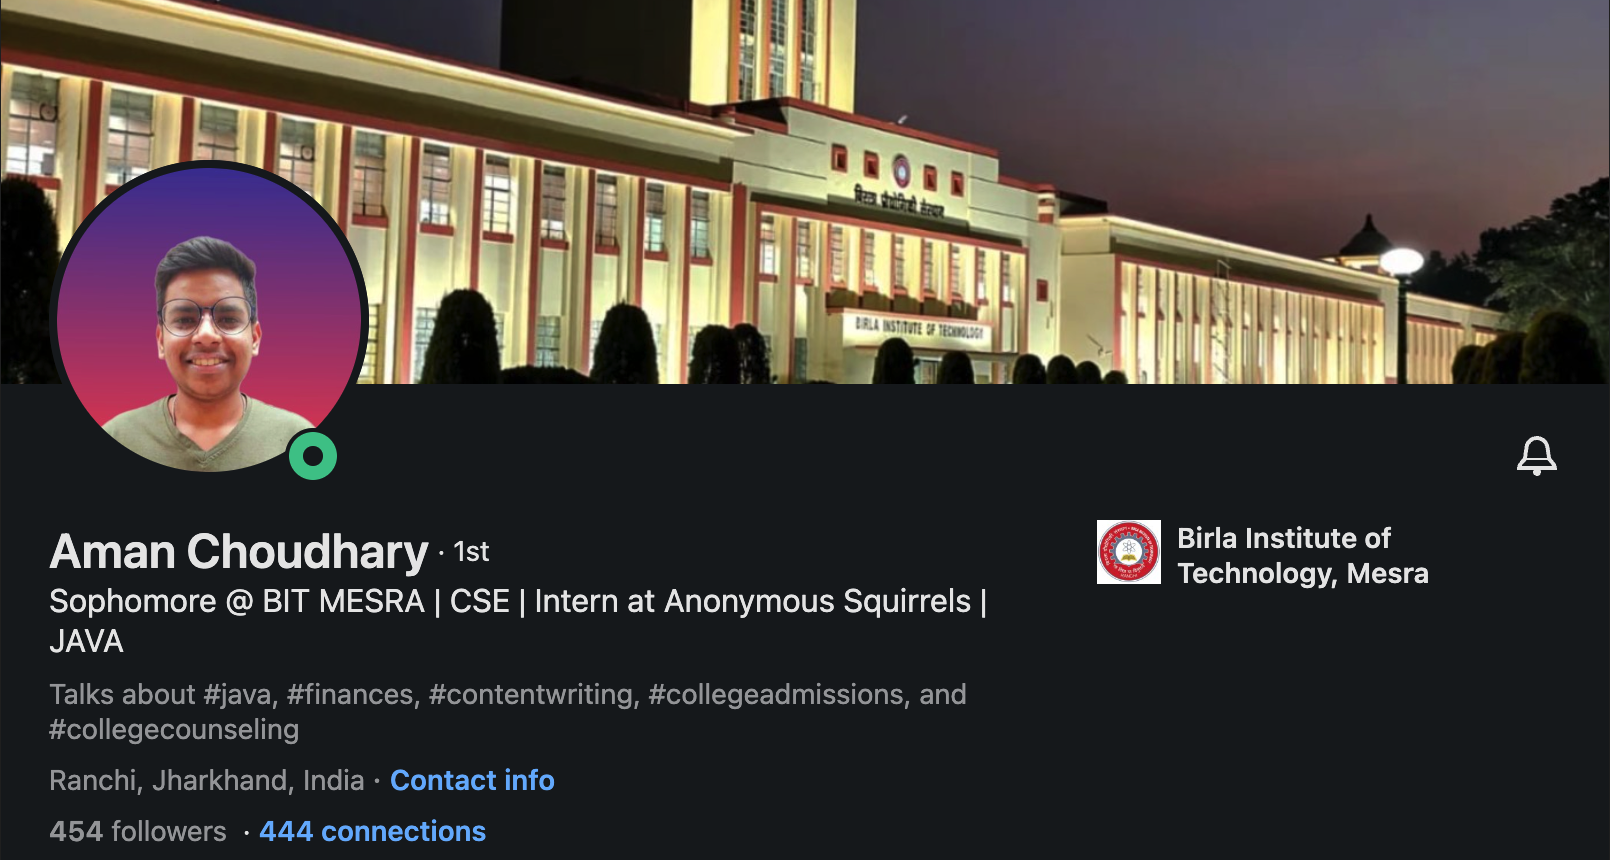 बिरला प्रौद्योगिकी संस्थान
BIRLA INSTITUTE OF TECHNOLOGY
Aman Choudhary · 1st
Sophomore @ BIT MESRA | CSE | Intern at Anonymous Squirrels |
JAVA
Talks about #java, #finances, #contentwriting, #collegeadmissions, and
#collegecounseling
Ranchi, Jharkhand, India · Contact info
454 followers · 444 connections
Birla Institute of
Technology, Mesra